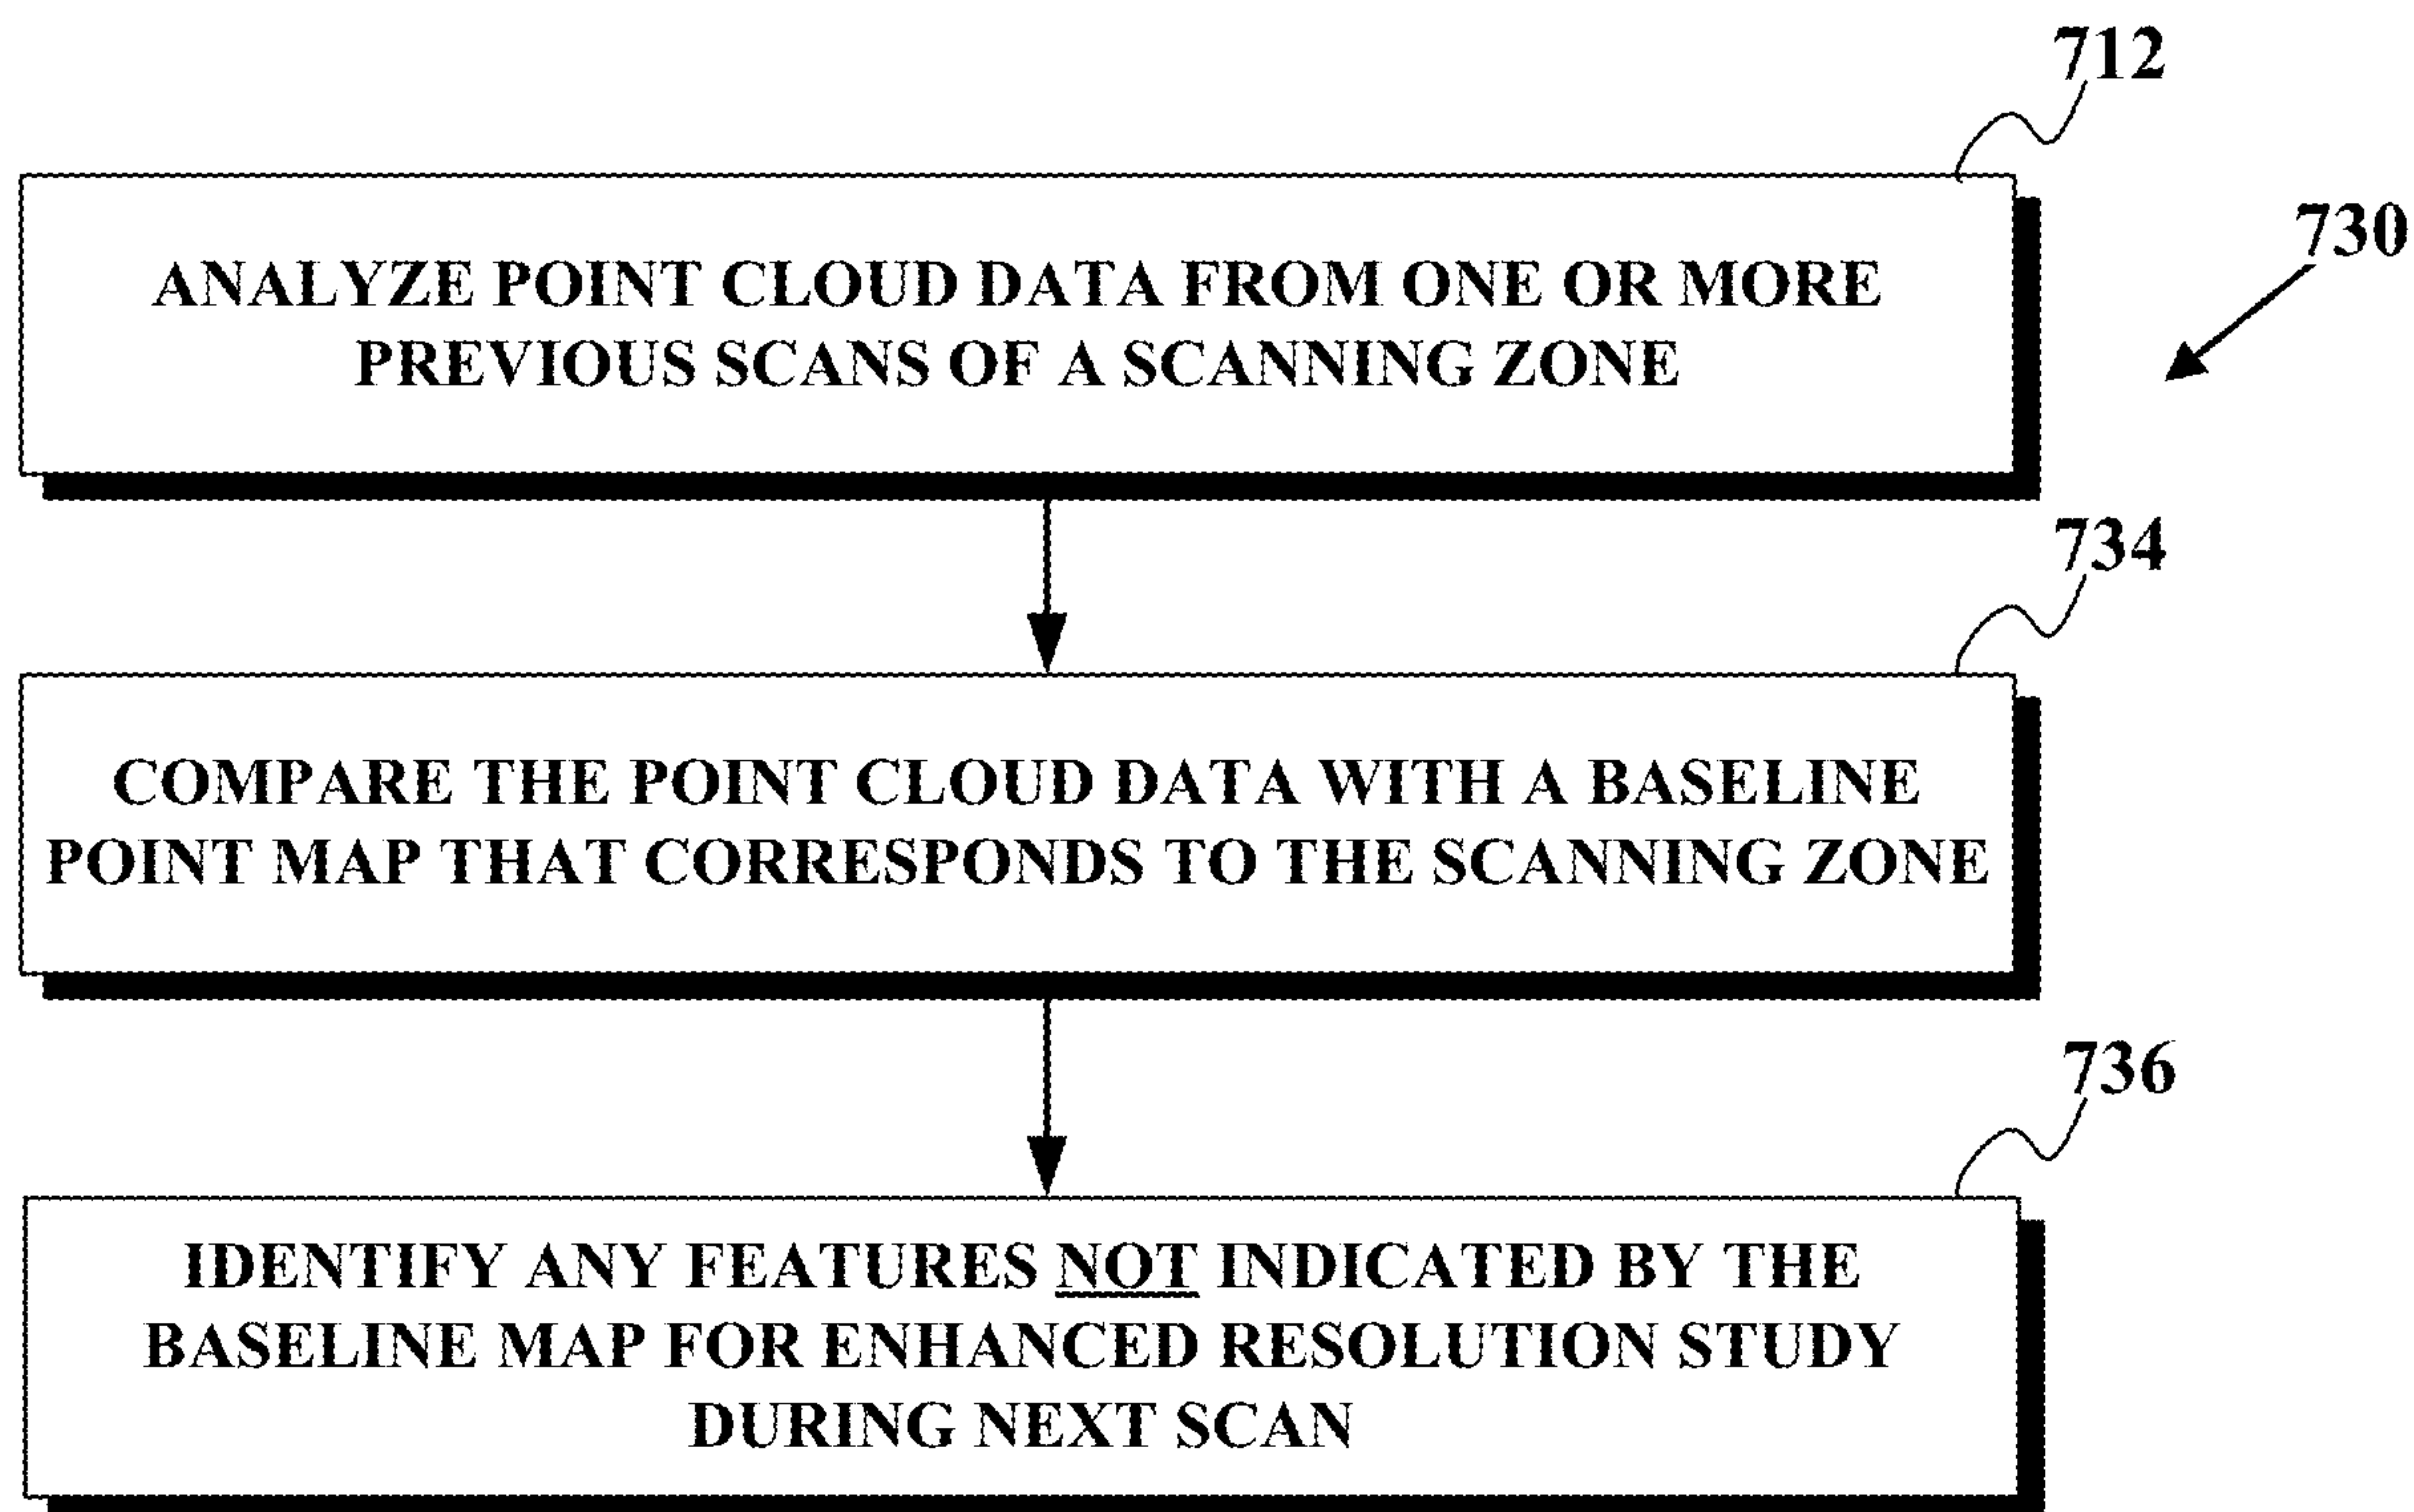 712
730
ANALYZE POINT CLOUD DATA FROM ONE OR MORE
PREVIOUS SCANS OF A SCANNING ZONE
734
COMPARE THE POINT CLOUD DATA WITH A BASELINE
POINT MAP THAT CORRESPONDS TO THE SCANNING ZONE
736
IDENTIFY ANY FEATURES NOT INDICATED BY THE
BASELINE MAP FOR ENHANCED RESOLUTION STUDY
DURING NEXT SCAN